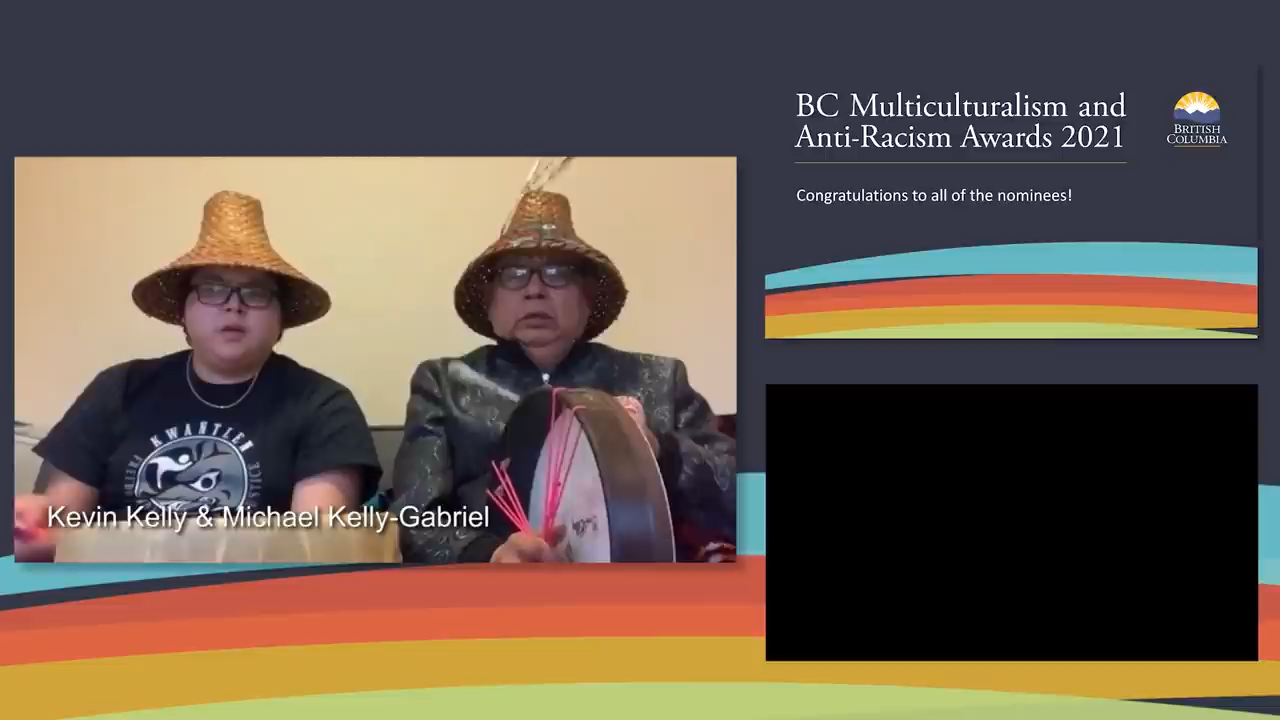 BC Multiculturalism and
Anti-Racism Awards 2021
BRITISH
COLUMBIA
Congratulations to all of the nominees!
KWANTLEN
Kevin Kelly & Michael Kelly-Gabriel